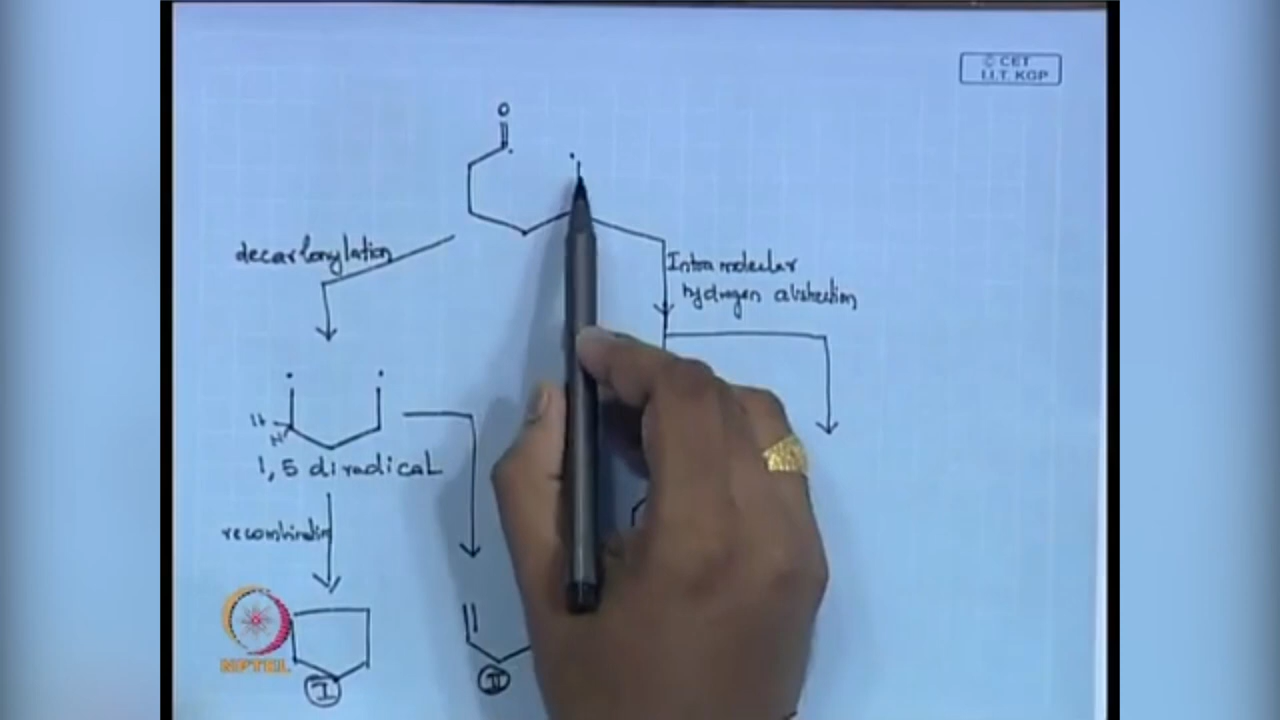 © CET
I.I.T. KGP
O
decarbonylation
Intramolecular
hydrogen abstraction
H
H
1,5 diradical
recombination
I
II
NPTEL